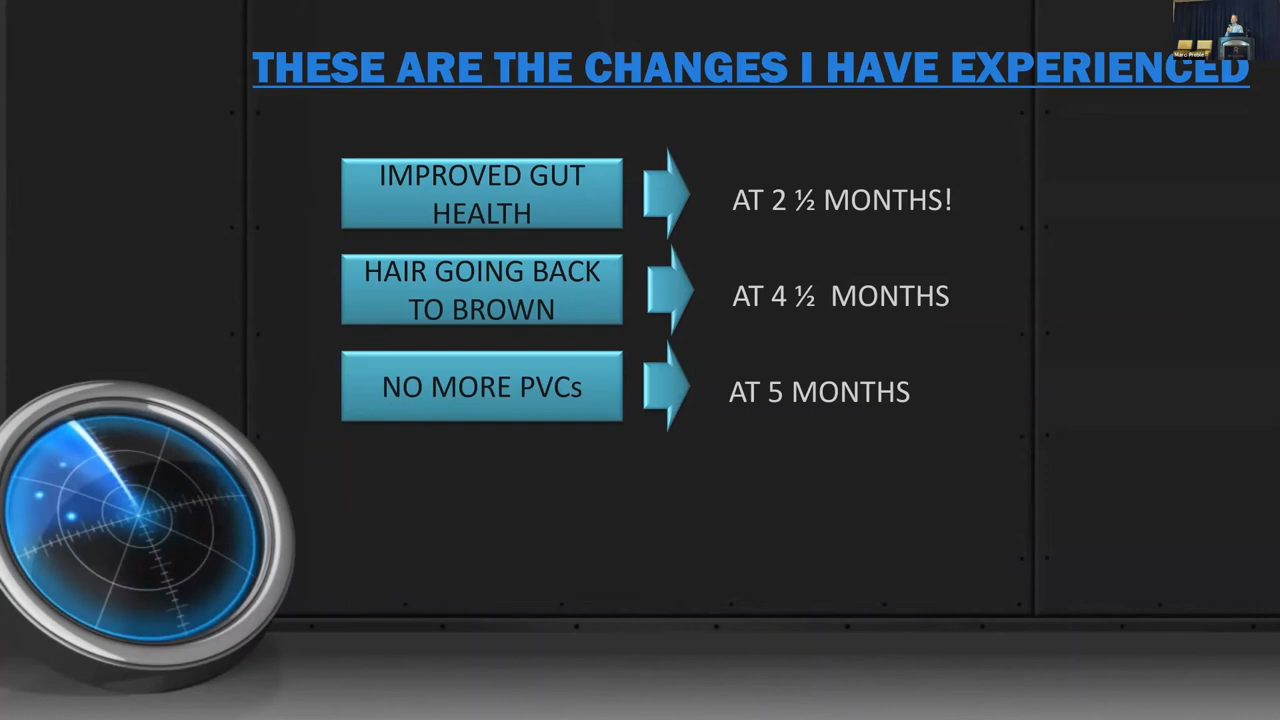 THESE ARE THE CHANGES I HAVE EXPERIENCED
IMPROVED GUT
HEALTH
AT 2 ½ MONTHS!
HAIR GOING BACK
TO BROWN
AT 4 ½ MONTHS
NO MORE PVCs
AT 5 MONTHS